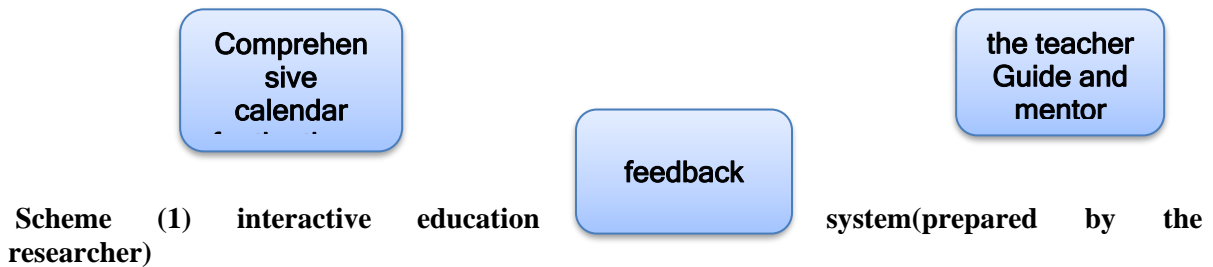 Comprehen
sive
calendar
the teacher
Guide and
mentor
feedback
Scheme (1) interactive education system(prepared by the
researcher)